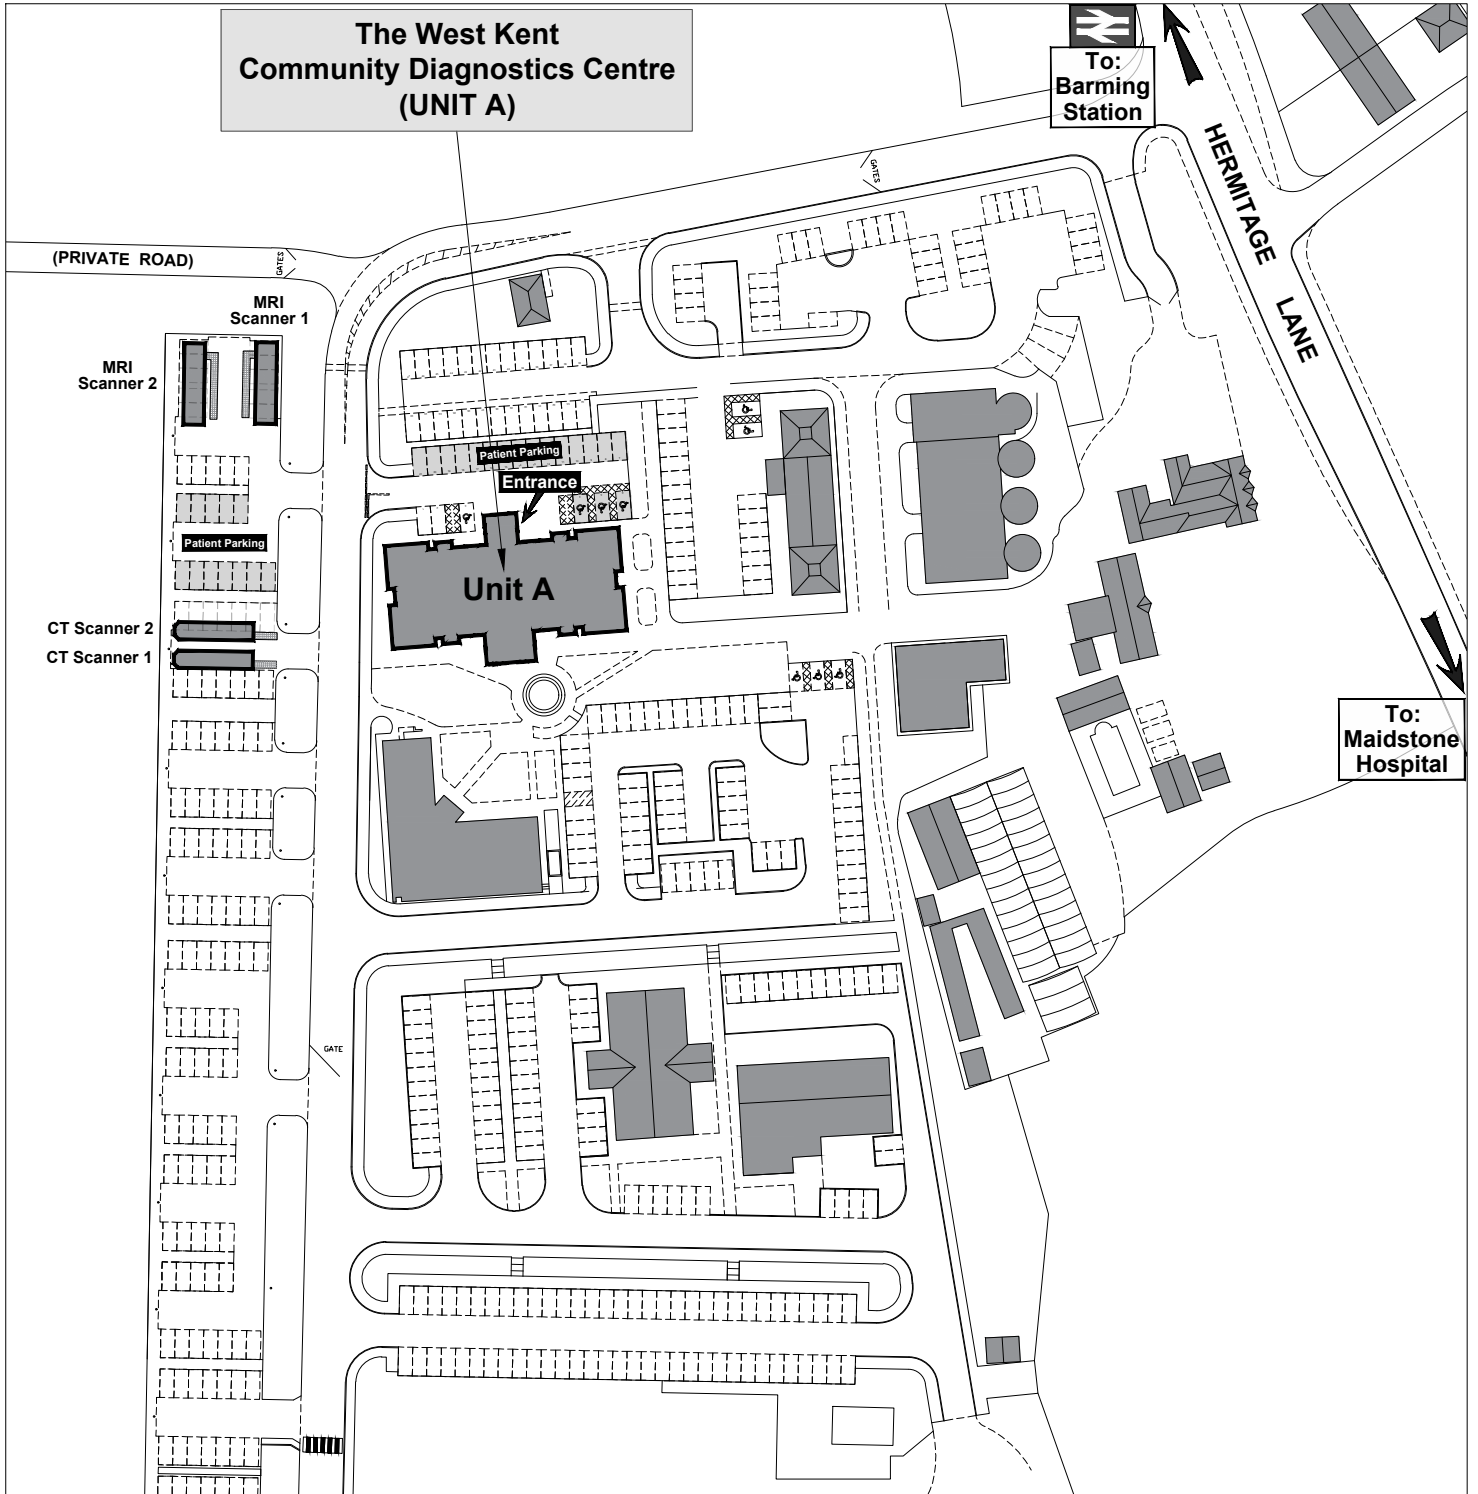 The West Kent
Community Diagnostics Centre
(UNIT A)
To:
Barming
Station
HERMITAGE LANE
GATES
(PRIVATE ROAD)
GATES
MRI
Scanner 1
MRI
Scanner 2
Patient Parking
Entrance
Patient Parking
Unit A
CT Scanner 2
CT Scanner 1
To:
Maidstone
Hospital
GATE